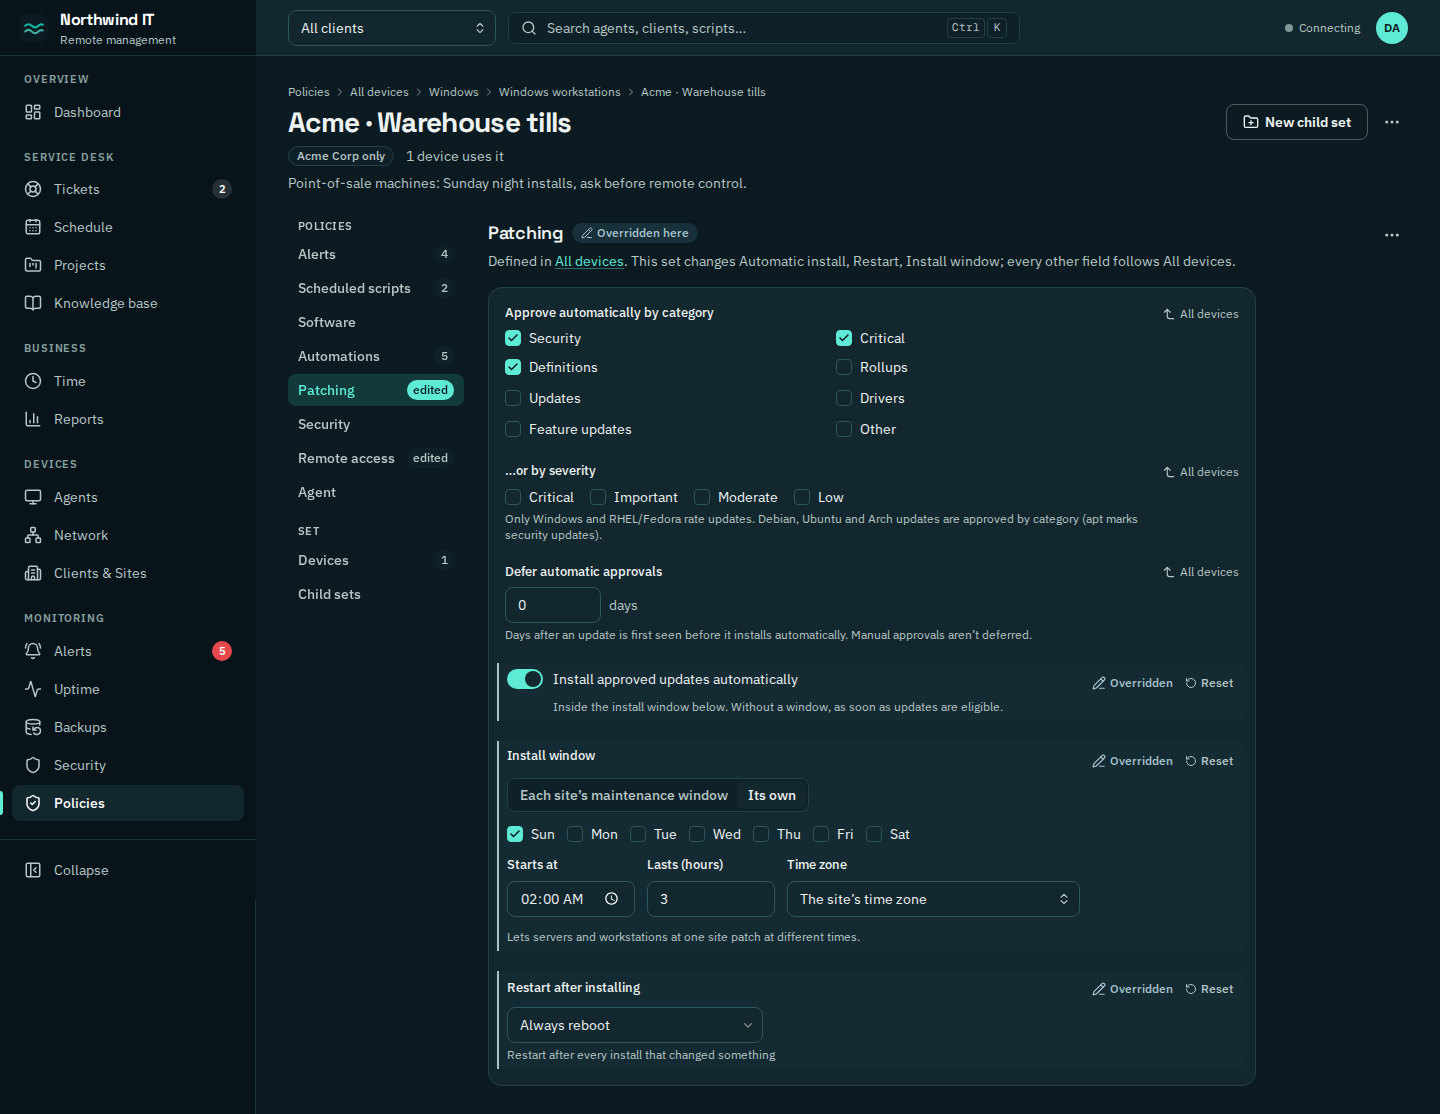 Northwind IT
Remote management
All clients
Search agents, clients, scripts...
Ctrl K
Connecting
DA
OVERVIEW
Dashboard
SERVICE DESK
Tickets 2
Schedule
Projects
Knowledge base
BUSINESS
Time
Reports
DEVICES
Agents
Network
Clients & Sites
MONITORING
Alerts 5
Uptime
Backups
Security
Policies
Collapse
Policies > All devices > Windows > Windows workstations > Acme · Warehouse tills
Acme · Warehouse tills
New child set
Acme Corp only 1 device uses it
Point-of-sale machines: Sunday night installs, ask before remote control.
POLICIES
Alerts 4
Scheduled scripts 2
Software
Automations 5
Patching edited
Security
Remote access edited
Agent
SET
Devices 1
Child sets
Patching Overridden here
Defined in All devices. This set changes Automatic install, Restart, Install window; every other field follows All devices.
Approve automatically by category All devices
Security Critical
Definitions Rollups
Updates Drivers
Feature updates Other
...or by severity All devices
Critical Important Moderate Low
Only Windows and RHEL/Fedora rate updates. Debian, Ubuntu and Arch updates are approved by category (apt marks
security updates).
Defer automatic approvals All devices
0 days
Days after an update is first seen before it installs automatically. Manual approvals aren't deferred.
Install approved updates automatically Overridden Reset
Inside the install window below. Without a window, as soon as updates are eligible.
Install window Overridden Reset
Each site's maintenance window Its own
Sun Mon Tue Wed Thu Fri Sat
Starts at Lasts (hours) Time zone
02:00 AM 3 The site's time zone
Lets servers and workstations at one site patch at different times.
Restart after installing Overridden Reset
Always reboot
Restart after every install that changed something